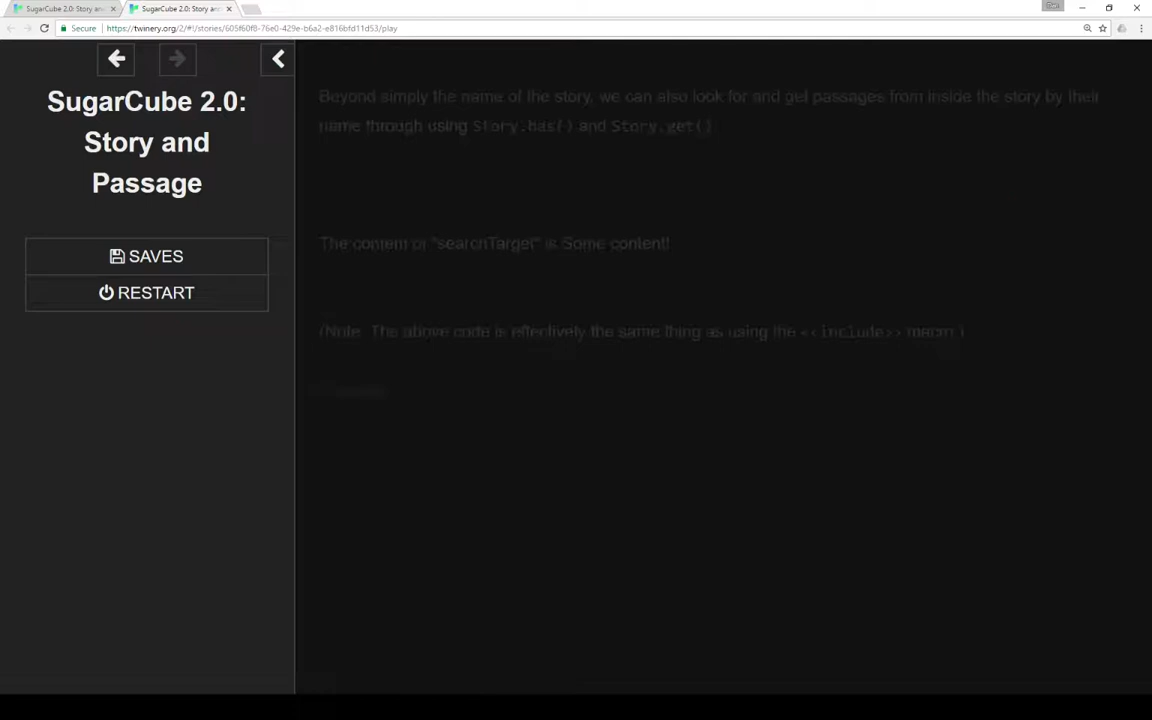 SugarCube 2.0: Story and
SugarCube 2.0: Story and
Secure
https://twinery.org/2/#!/stories/605f60f8-76e0-429e-b6a2-e816bfd11d53/play
SugarCube 2.0:
Story and
Passage
SAVES
RESTART
Beyond simply the name of the story, we can also look for and get passages from inside the story by their
name through using Story.has() and Story.get()
The content of "searchTarget" is Some content!
(Note: The above code is effectively the same thing as using the <<include>> macro.)